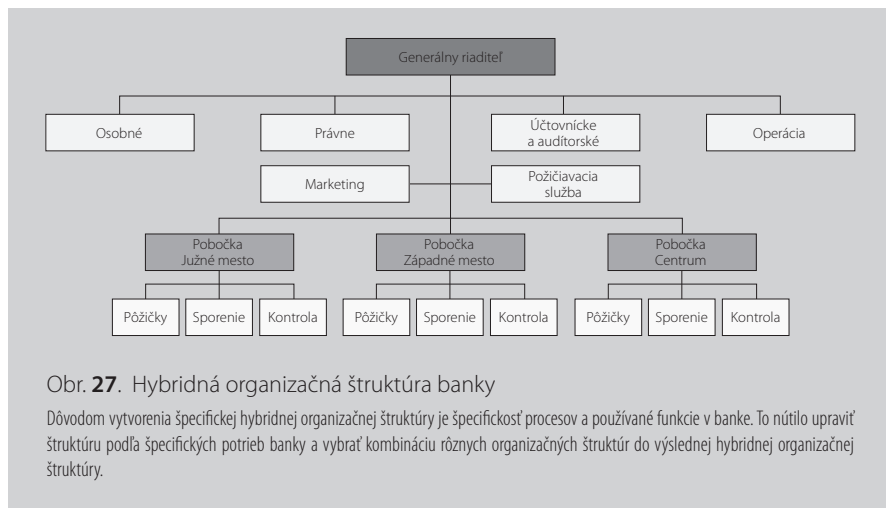 Generálny riaditeľ
Osobné
Právne
Účtovnícke
a audítorské
Operácia
Marketing
Požičiavacia
služba
Pobočka
Južné mesto
Pobočka
Západné mesto
Pobočka
Centrum
Pôžičky
Sporenie
Kontrola
Pôžičky
Sporenie
Kontrola
Pôžičky
Sporenie
Kontrola
Obr. 27. Hybridná organizačná štruktúra banky
Dôvodom vytvorenia špecifickej hybridnej organizačnej štruktúry je špecifickosť procesov a používané funkcie v banke. To nútilo upraviť
štruktúru podľa špecifických potrieb banky a vybrať kombináciu rôznych organizačných štruktúr do výslednej hybridnej organizačnej
štruktúry.